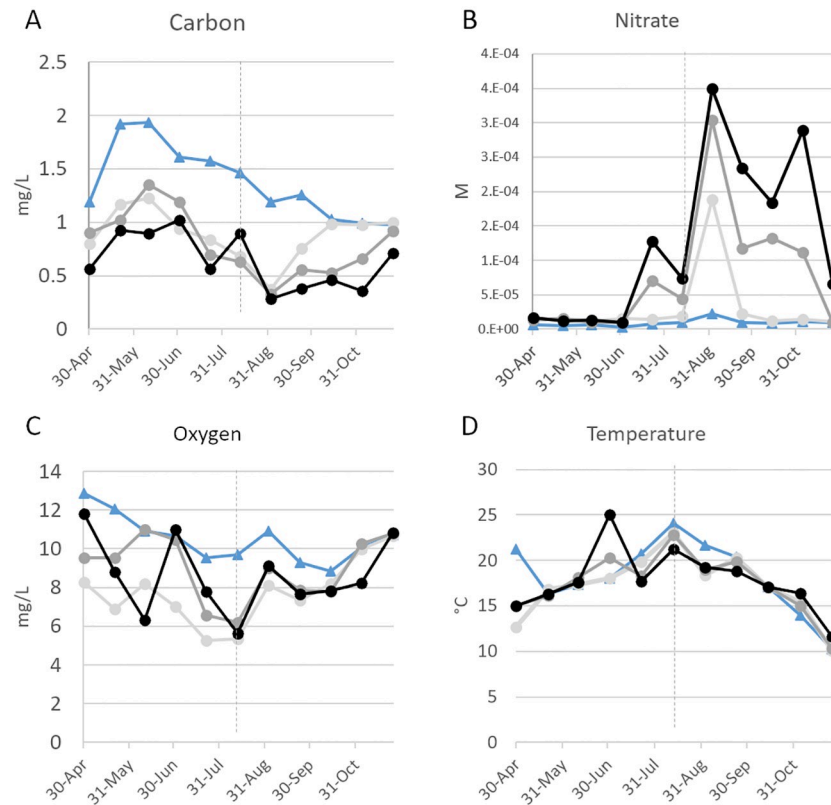 A
Carbon
2.5
2
1.5
1
0.5
0
mg/L
30-Apr
31-May
30-Jun
31-Jul
31-Aug
30-Sep
31-Oct
B
Nitrate
4.E-04
4.E-04
3.E-04
3.E-04
2.E-04
2.E-04
1.E-04
5.E-05
0.E+00
M
30-Apr
31-May
30-Jun
31-Jul
31-Aug
30-Sep
31-Oct
C
Oxygen
14
12
10
8
6
4
2
0
mg/L
30-Apr
31-May
30-Jun
31-Jul
31-Aug
30-Sep
31-Oct
D
Temperature
30
25
20
15
10
5
0
°C
30-Apr
31-May
30-Jun
31-Jul
31-Aug
30-Sep
31-Oct